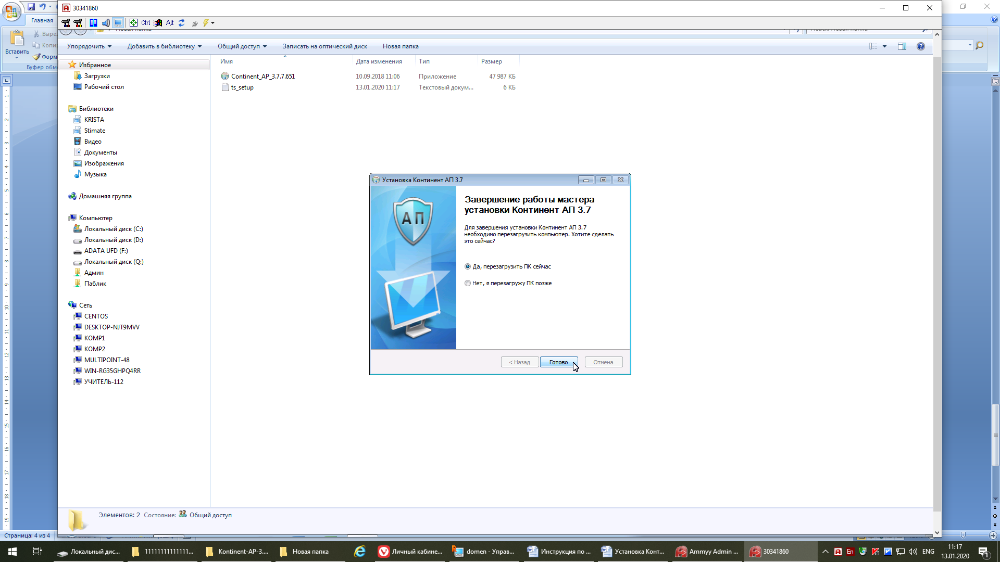 30341860
Главная
Ctrl
Alt
Вставить
Выре
Копи
Форм
Буфер обм
Упорядочить
Добавить в библиотеку
Общий доступ
Записать на оптический диск
Новая папка
Имя
Дата изменения
Тип
Размер
Continent_AP_3.7.7.651
10.09.2018 11:06
Приложение
47 987 КБ
ts_setup
13.01.2020 11:17
Текстовый докум...
6 КБ
Избранное
Загрузки
Рабочий стол
Библиотеки
KRISTA
Stimate
Видео
Документы
Изображения
Музыка
Домашняя группа
Компьютер
Локальный диск (C:)
Локальный диск (D:)
ADATA UFD (F:)
Локальный диск (Q:)
Админ
Паблик
Сеть
CENTOS
DESKTOP-NJT9MVV
KOMP1
KOMP2
MULTIPOINT-48
WIN-RG35GHPQ4RR
УЧИТЕЛЬ-112
Установка Континент АП 3.7
АП
Завершение работы мастера
установки Континент АП 3.7
Для завершения установки Континент АП 3.7
необходимо перезагрузить компьютер. Хотите сделать
это сейчас?
Да, перезагрузить ПК сейчас
Нет, я перезагружу ПК позже
< Назад
Готово
Отмена
Элементов: 2
Состояние:
Общий доступ
Страница: 4 из 4
Локальный дис...
11111111111111...
Kontinent-AP-3....
Новая папка
Личный кабине...
domen - Управ...
Инструкция по ...
Установка Конт...
Ammyy Admin ...
30341860
En
ENG
11:17
13.01.2020
1